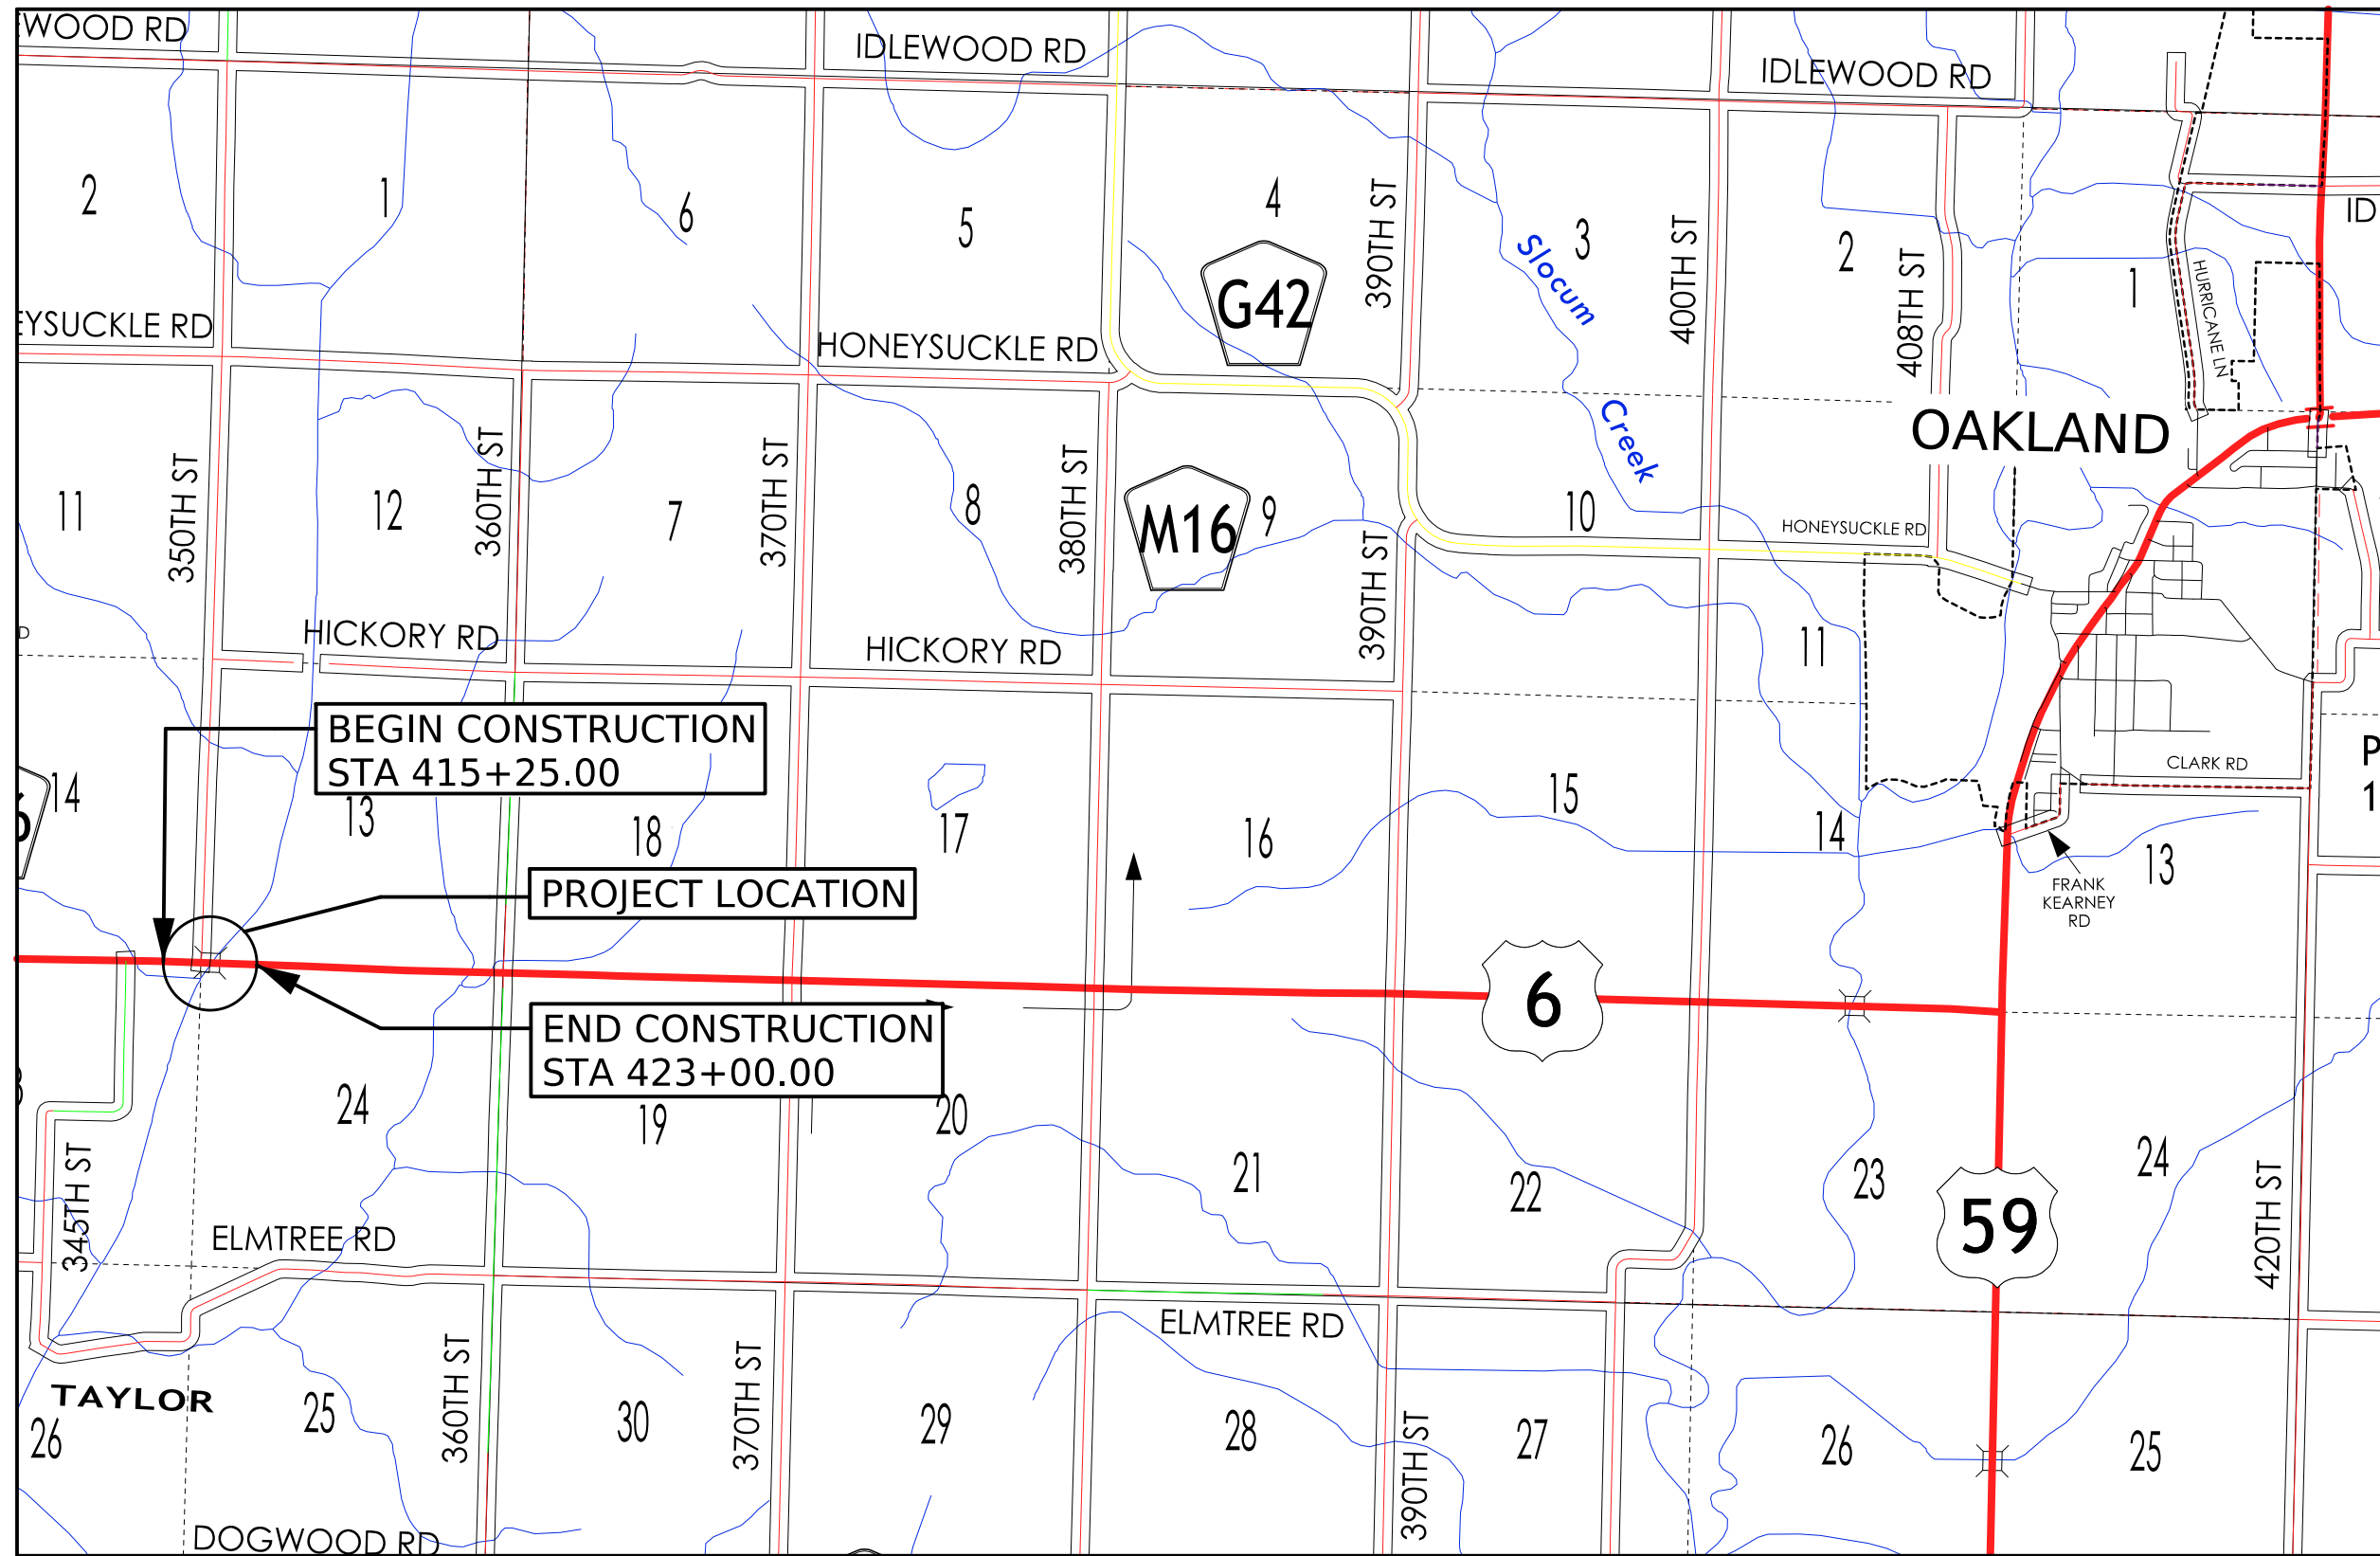 EWOOD RD
IDLEWOOD RD
IDLEWOOD RD
2
1
6
5
4
390TH ST
3
400TH ST
2
408TH ST
1
HURRICANE LN
ID
G42
Slocum
EYSUCKLE RD
HONEYSUCKLE RD
Creek
OAKLAND
11
350TH ST
12
360TH ST
7
370TH ST
8
380TH ST
M16
9
390TH ST
10
HONEYSUCKLE RD
D
HICKORY RD
HICKORY RD
11
BEGIN CONSTRUCTION
STA 415+25.00
14
6
13
18
17
16
15
14
CLARK RD
P
1
13
FRANK
KEARNEY
RD
PROJECT LOCATION
6
END CONSTRUCTION
STA 423+00.00
24
19
20
21
22
23
24
345TH ST
59
420TH ST
ELMTREE RD
ELMTREE RD
TAYLOR
26
25
360TH ST
30
370TH ST
29
28
390TH ST
27
26
25
DOGWOOD RD